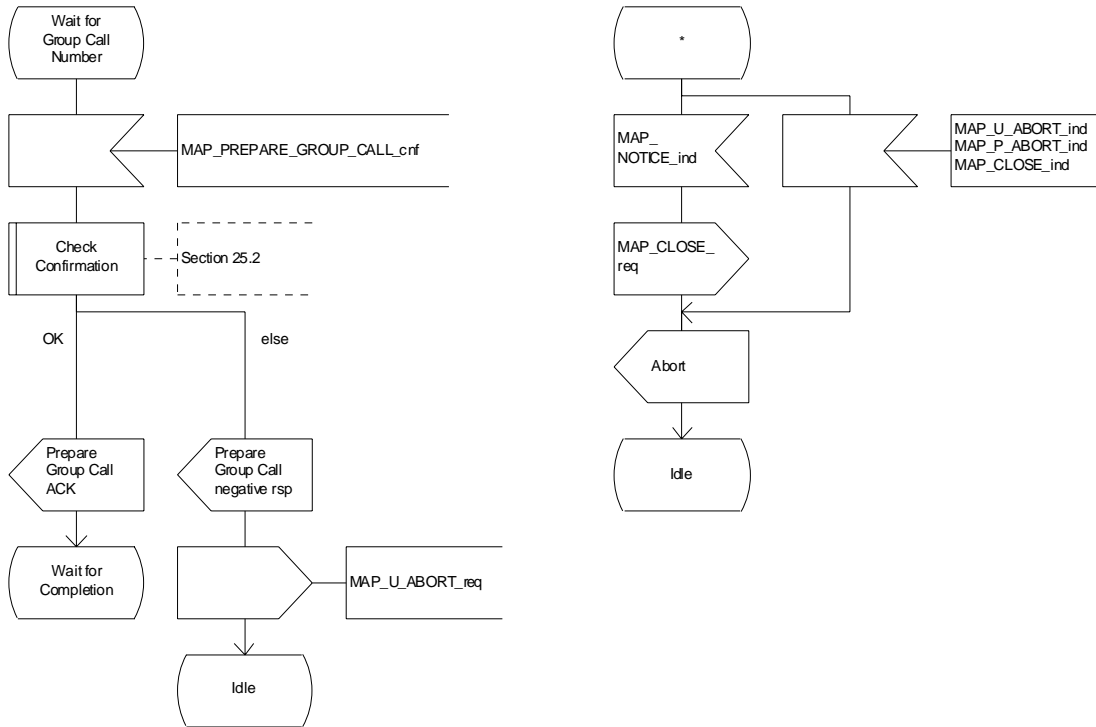 Wait for
Group Call
Number
MAP_PREPARE_GROUP_CALL_cnf
Check
Confirmation
Section 25.2
OK
else
Prepare
Group Call
ACK
Prepare
Group Call
negative rsp
Wait for
Completion
MAP_U_ABORT_req
Idle
*
MAP_
NOTICE_ind
MAP_U_ABORT_ind
MAP_P_ABORT_ind
MAP_CLOSE_ind
MAP_CLOSE_
req
Abort
Idle